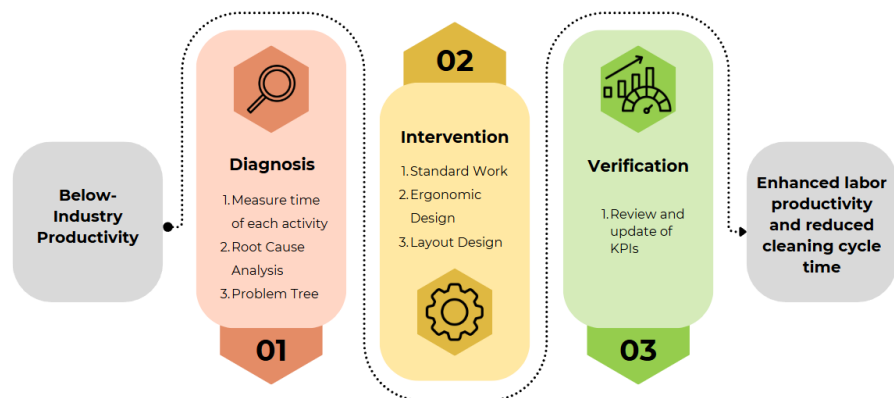 Below-
Industry
Productivity
Diagnosis
1. Measure time
of each activity
2. Root Cause
Analysis
3. Problem Tree
01
02
Intervention
1. Standard Work
2. Ergonomic
Design
3. Layout Design
Verification
1. Review and
update of
KPIs
03
Enhanced labor
productivity
and reduced
cleaning cycle
time